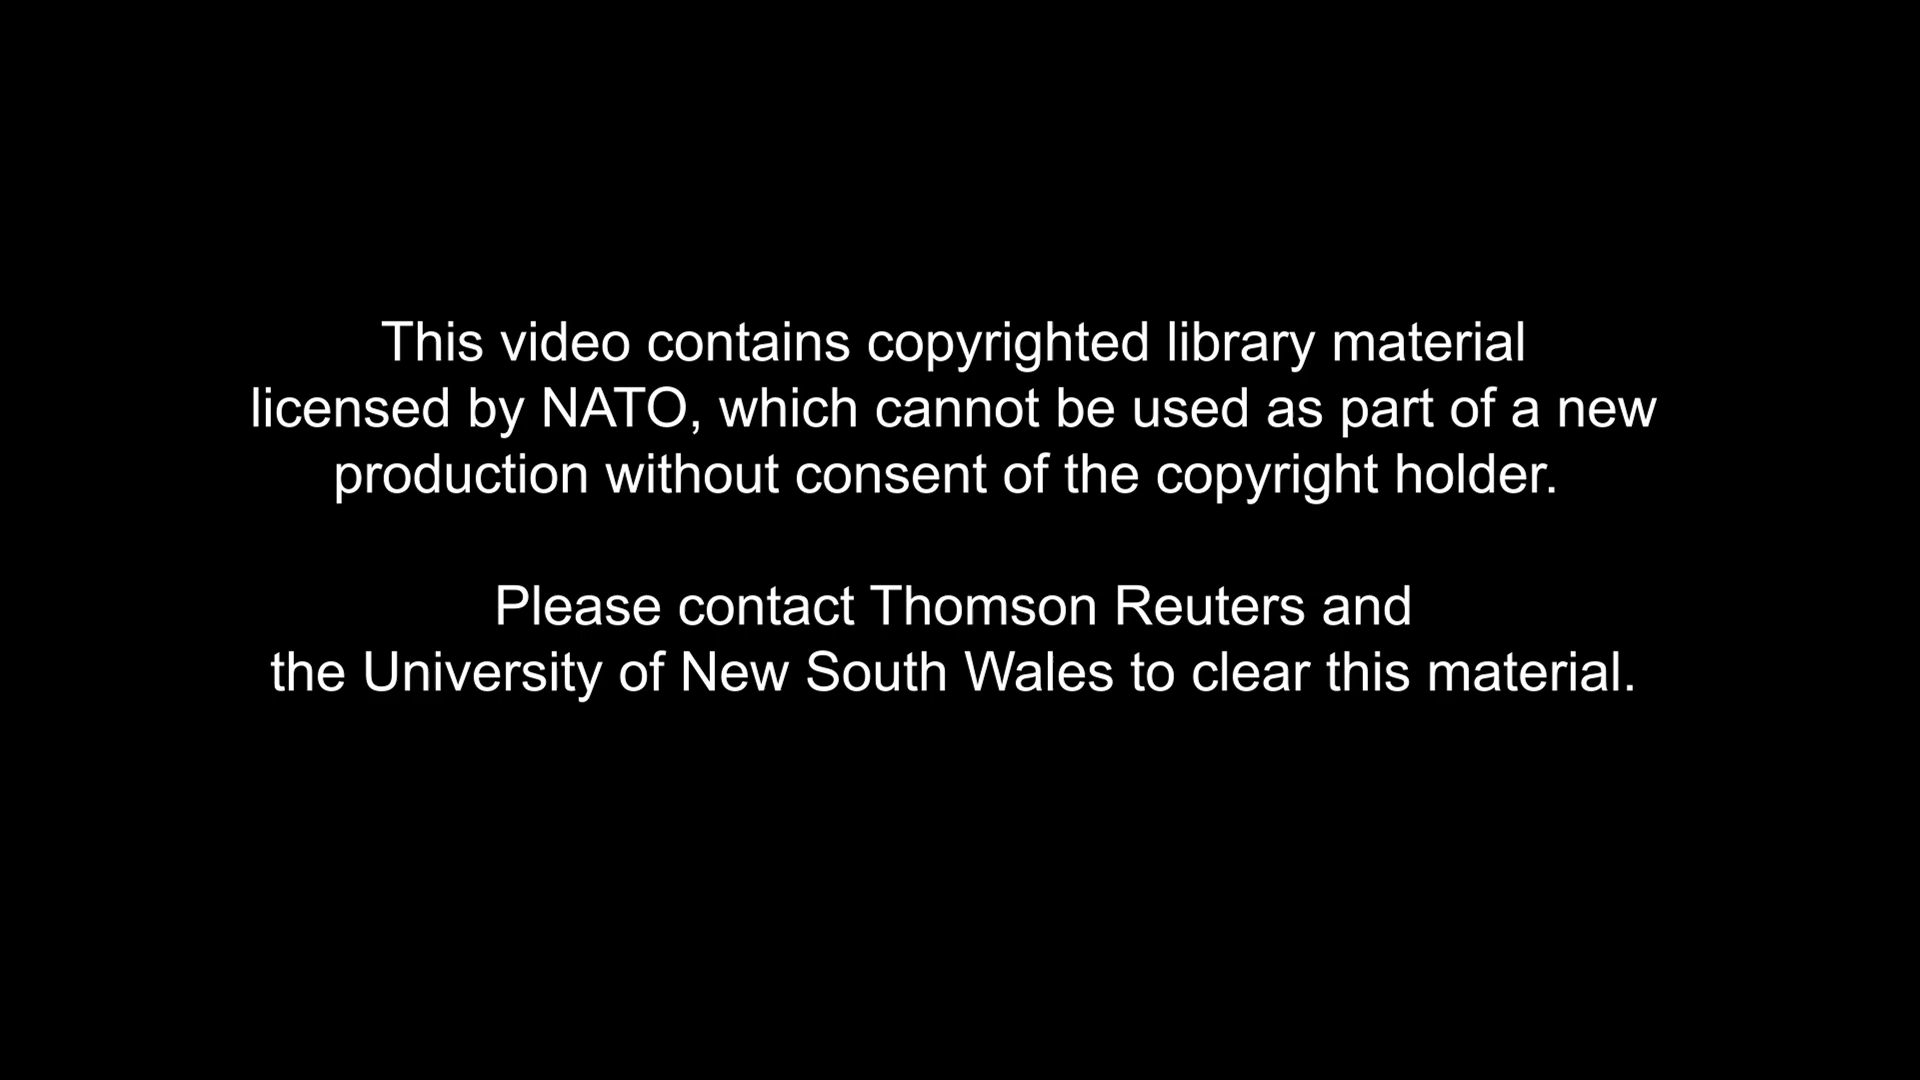 This video contains copyrighted library material
licensed by NATO, which cannot be used as part of a new
production without consent of the copyright holder.
Please contact Thomson Reuters and
the University of New South Wales to clear this material.